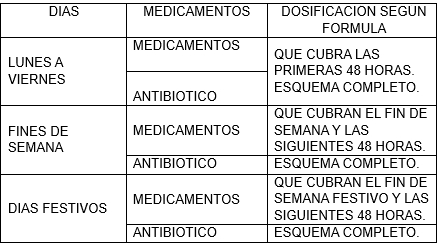 DIAS MEDICAMENTOS DOSIFICACION SEGUN
FORMULA
LUNES A
VIERNES
MEDICAMENTOS
ANTIBIOTICO
QUE CUBRA LAS
PRIMERAS 48 HORAS.
ESQUEMA COMPLETO.
FINES DE
SEMANA
MEDICAMENTOS
QUE CUBRAN EL FIN DE
SEMANA Y LAS
SIGUIENTES 48 HORAS.
ANTIBIOTICO ESQUEMA COMPLETO.
DIAS FESTIVOS
MEDICAMENTOS
QUE CUBRAN EL FIN DE
SEMANA FESTIVO Y LAS
SIGUIENTES 48 HORAS.
ANTIBIOTICO ESQUEMA COMPLETO.